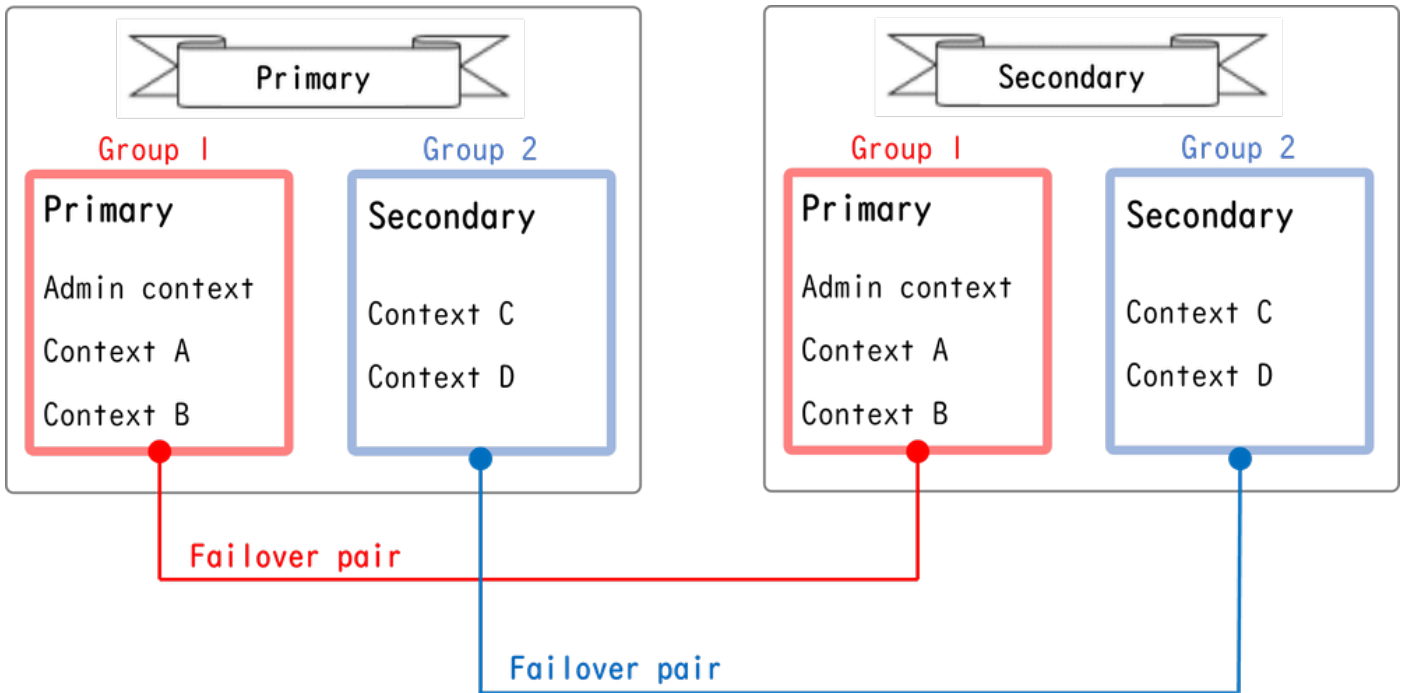 Primary
Group 1
Group 2
Primary
Admin context
Context A
Context B
Secondary
Context C
Context D
Secondary
Group 1
Group 2
Primary
Admin context
Context A
Context B
Secondary
Context C
Context D
Failover pair
Failover pair